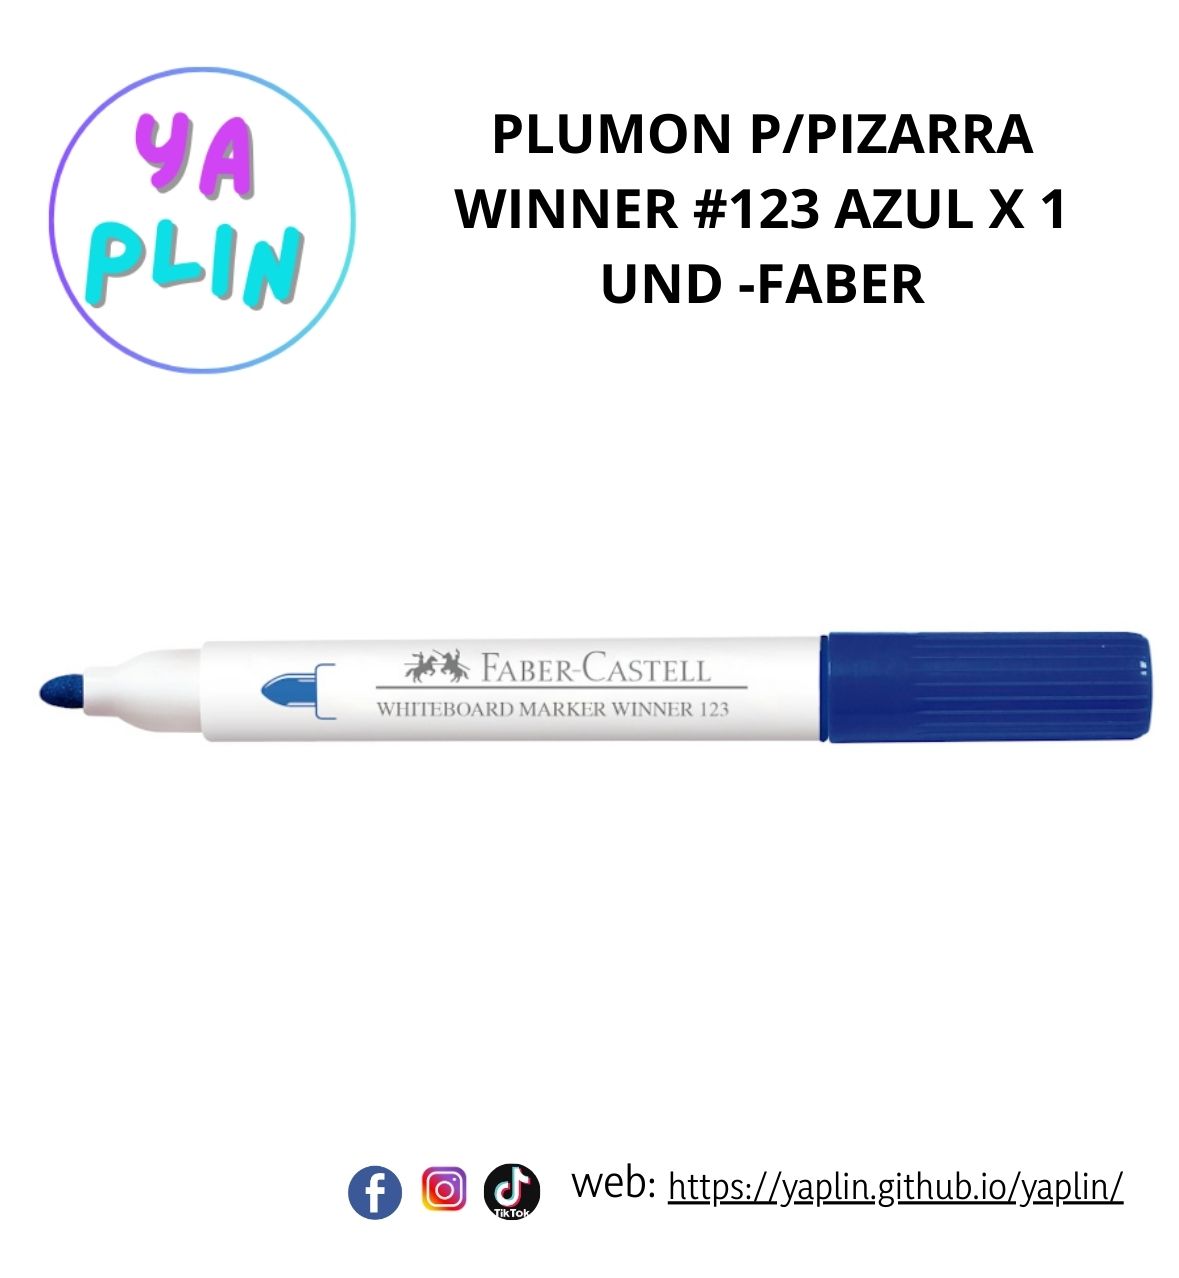 YA
PLIN
PLUMON P/PIZARRA
WINNER #123 AZUL X 1
UND -FABER
FABER-CASTELL
WHITEBOARD MARKER WINNER 123
TikTok
web: https://yaplin.github.io/yaplin/